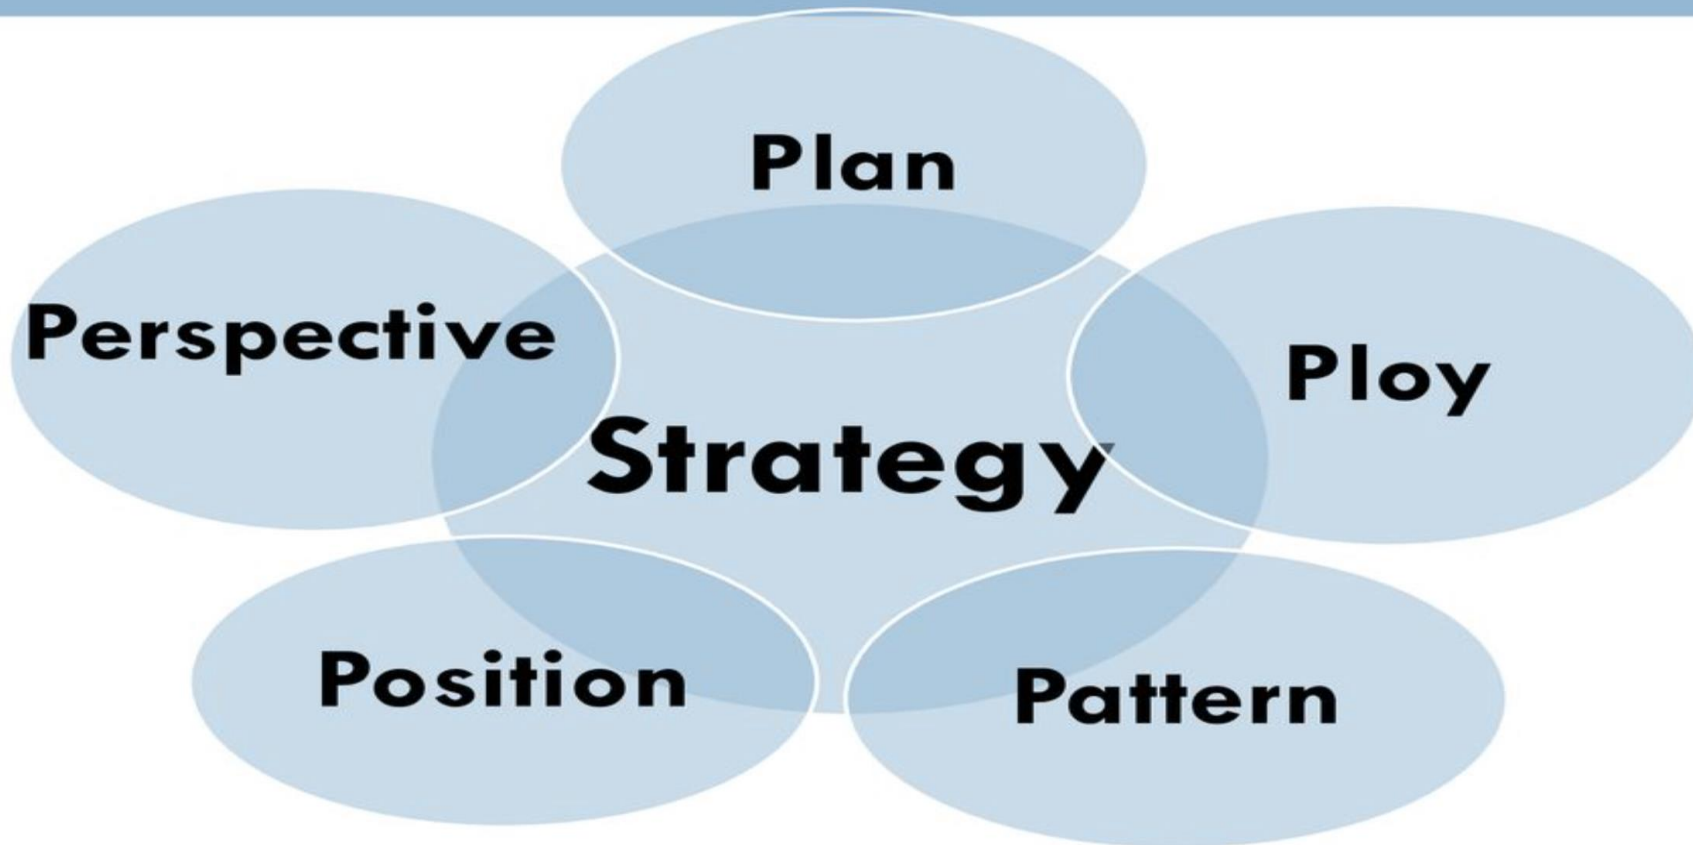 Plan
Perspective
Ploy
Strategy
Position
Pattern